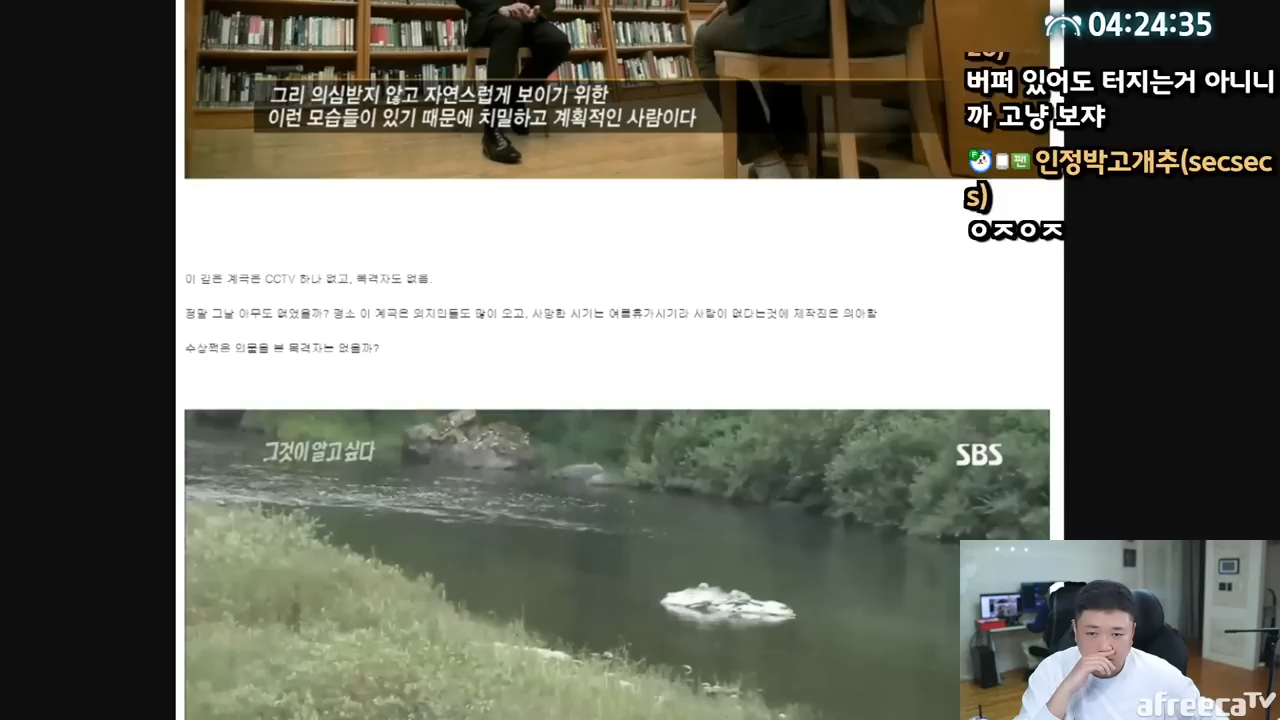 그리 의심받지 않고 자연스럽게 보이기 위한
이런 모습들이 있기 때문에 치밀하고 계획적인 사람이다
04:24:35
버퍼 있어도 터지는거 아니니
까 고냥 보쟈
인정박고개추(secsec
s)
ㅇㅈㅇㅈ
이 깊은 계곡은 CCTV 하나 없고, 목격자도 없음.
정말 그날 아무도 없었을까? 평소 이 계곡은 외지인들도 많이 오고, 사망한 시기는 여름휴가시기라 사람이 없다는것에 제작진은 의아함
수상쩍은 인물을 본 목격자는 없을까?
그것이 알고 싶다
SBS
afreecaTV